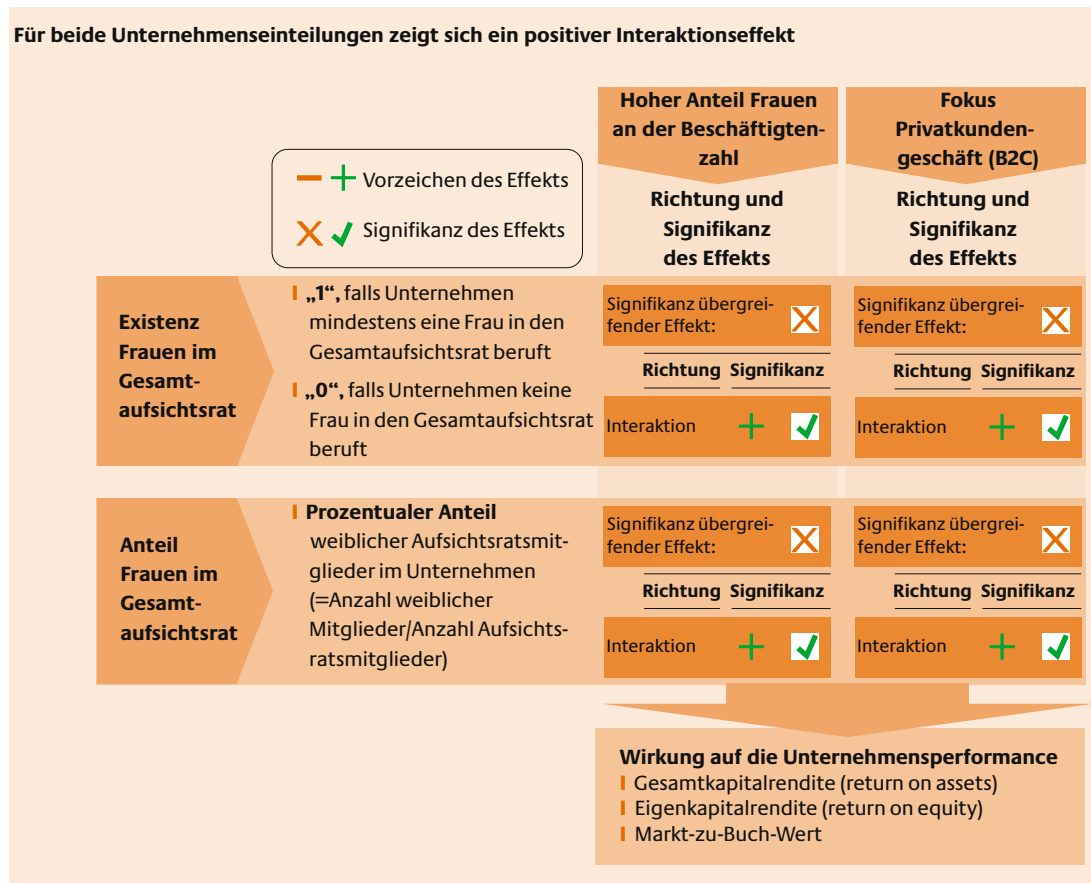 Für beide Unternehmenseinteilungen zeigt sich ein positiver Interaktionseffekt
Hoher Anteil Frauen
an der Beschäftigten-
zahl
Fokus
Privatkunden-
geschäft (B2C)
Vorzeichen des Effekts
Signifikanz des Effekts
Richtung und
Signifikanz
des Effekts
Richtung und
Signifikanz
des Effekts
Existenz
Frauen im
Gesamt-
aufsichtsrat
„1“, falls Unternehmen
mindestens eine Frau in den
Gesamtaufsichtsrat beruft
„0“, falls Unternehmen keine
Frau in den Gesamtaufsichtsrat
beruft
Signifikanz übergrei-
fender Effekt:
Richtung Signifikanz
Interaktion
Signifikanz übergrei-
fender Effekt:
Richtung Signifikanz
Interaktion
Anteil
Frauen im
Gesamt-
aufsichtsrat
Prozentualer Anteil
weiblicher Aufsichtsratsmit-
glieder im Unternehmen
(=Anzahl weiblicher
Mitglieder/Anzahl Aufsichts-
ratsmitglieder)
Signifikanz übergrei-
fender Effekt:
Richtung Signifikanz
Interaktion
Signifikanz übergrei-
fender Effekt:
Richtung Signifikanz
Interaktion
Wirkung auf die Unternehmensperformance
Gesamtkapitalrendite (return on assets)
Eigenkapitalrendite (return on equity)
Markt-zu-Buch-Wert